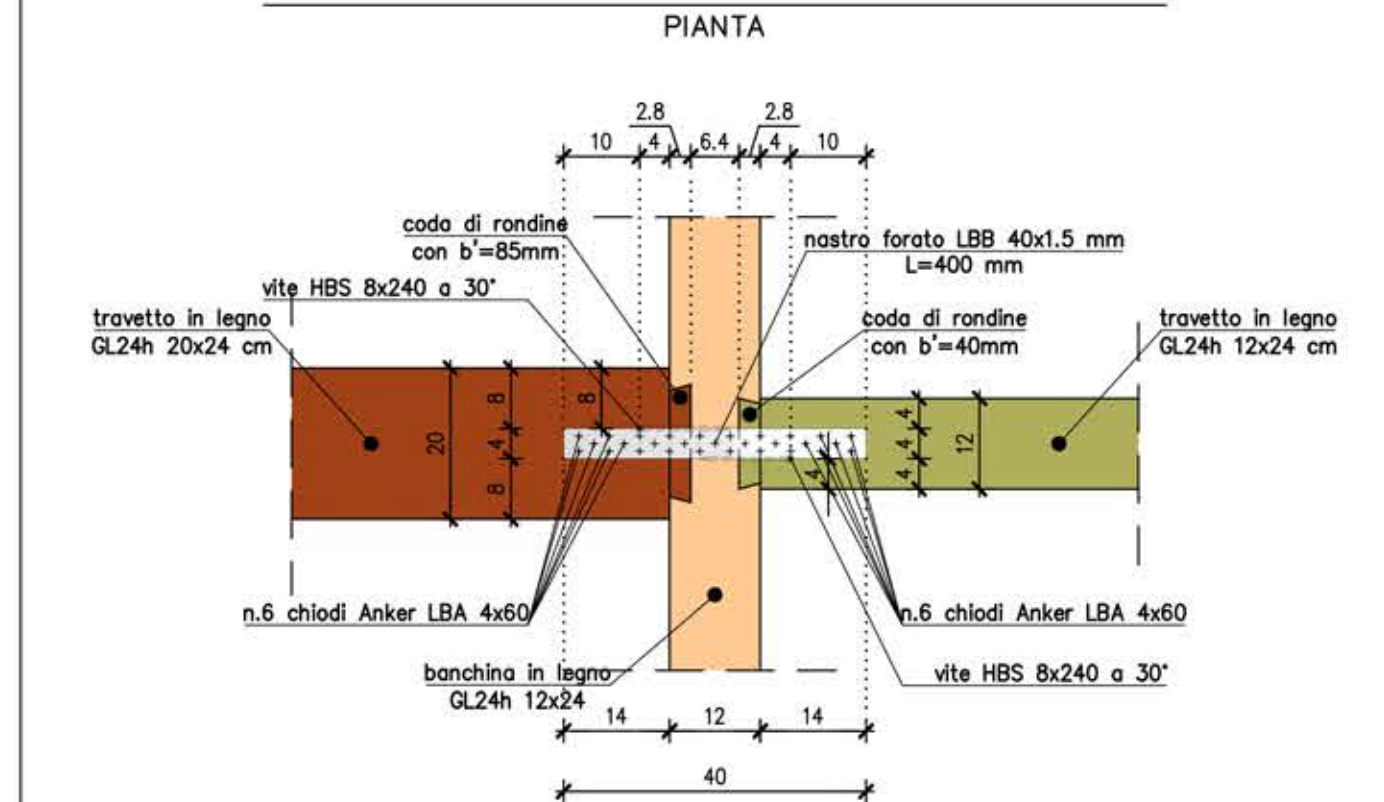 PIANTA
2.8 2.8
10 4 6.4 4 10
coda di rondine
con b'=85mm
nastro forato LBB 40x1.5 mm
L=400 mm
vite HBS 8x240 a 30°
travetto in legno
GL24h 20x24 cm
coda di rondine
con b'=40mm
travetto in legno
GL24h 12x24 cm
20
8
4
8
8
4
4
4
4
12
n.6 chiodi Anker LBA 4x60
n.6 chiodi Anker LBA 4x60
banchina in legno
GL24h 12x24
vite HBS 8x240 a 30°
14 12 14
40